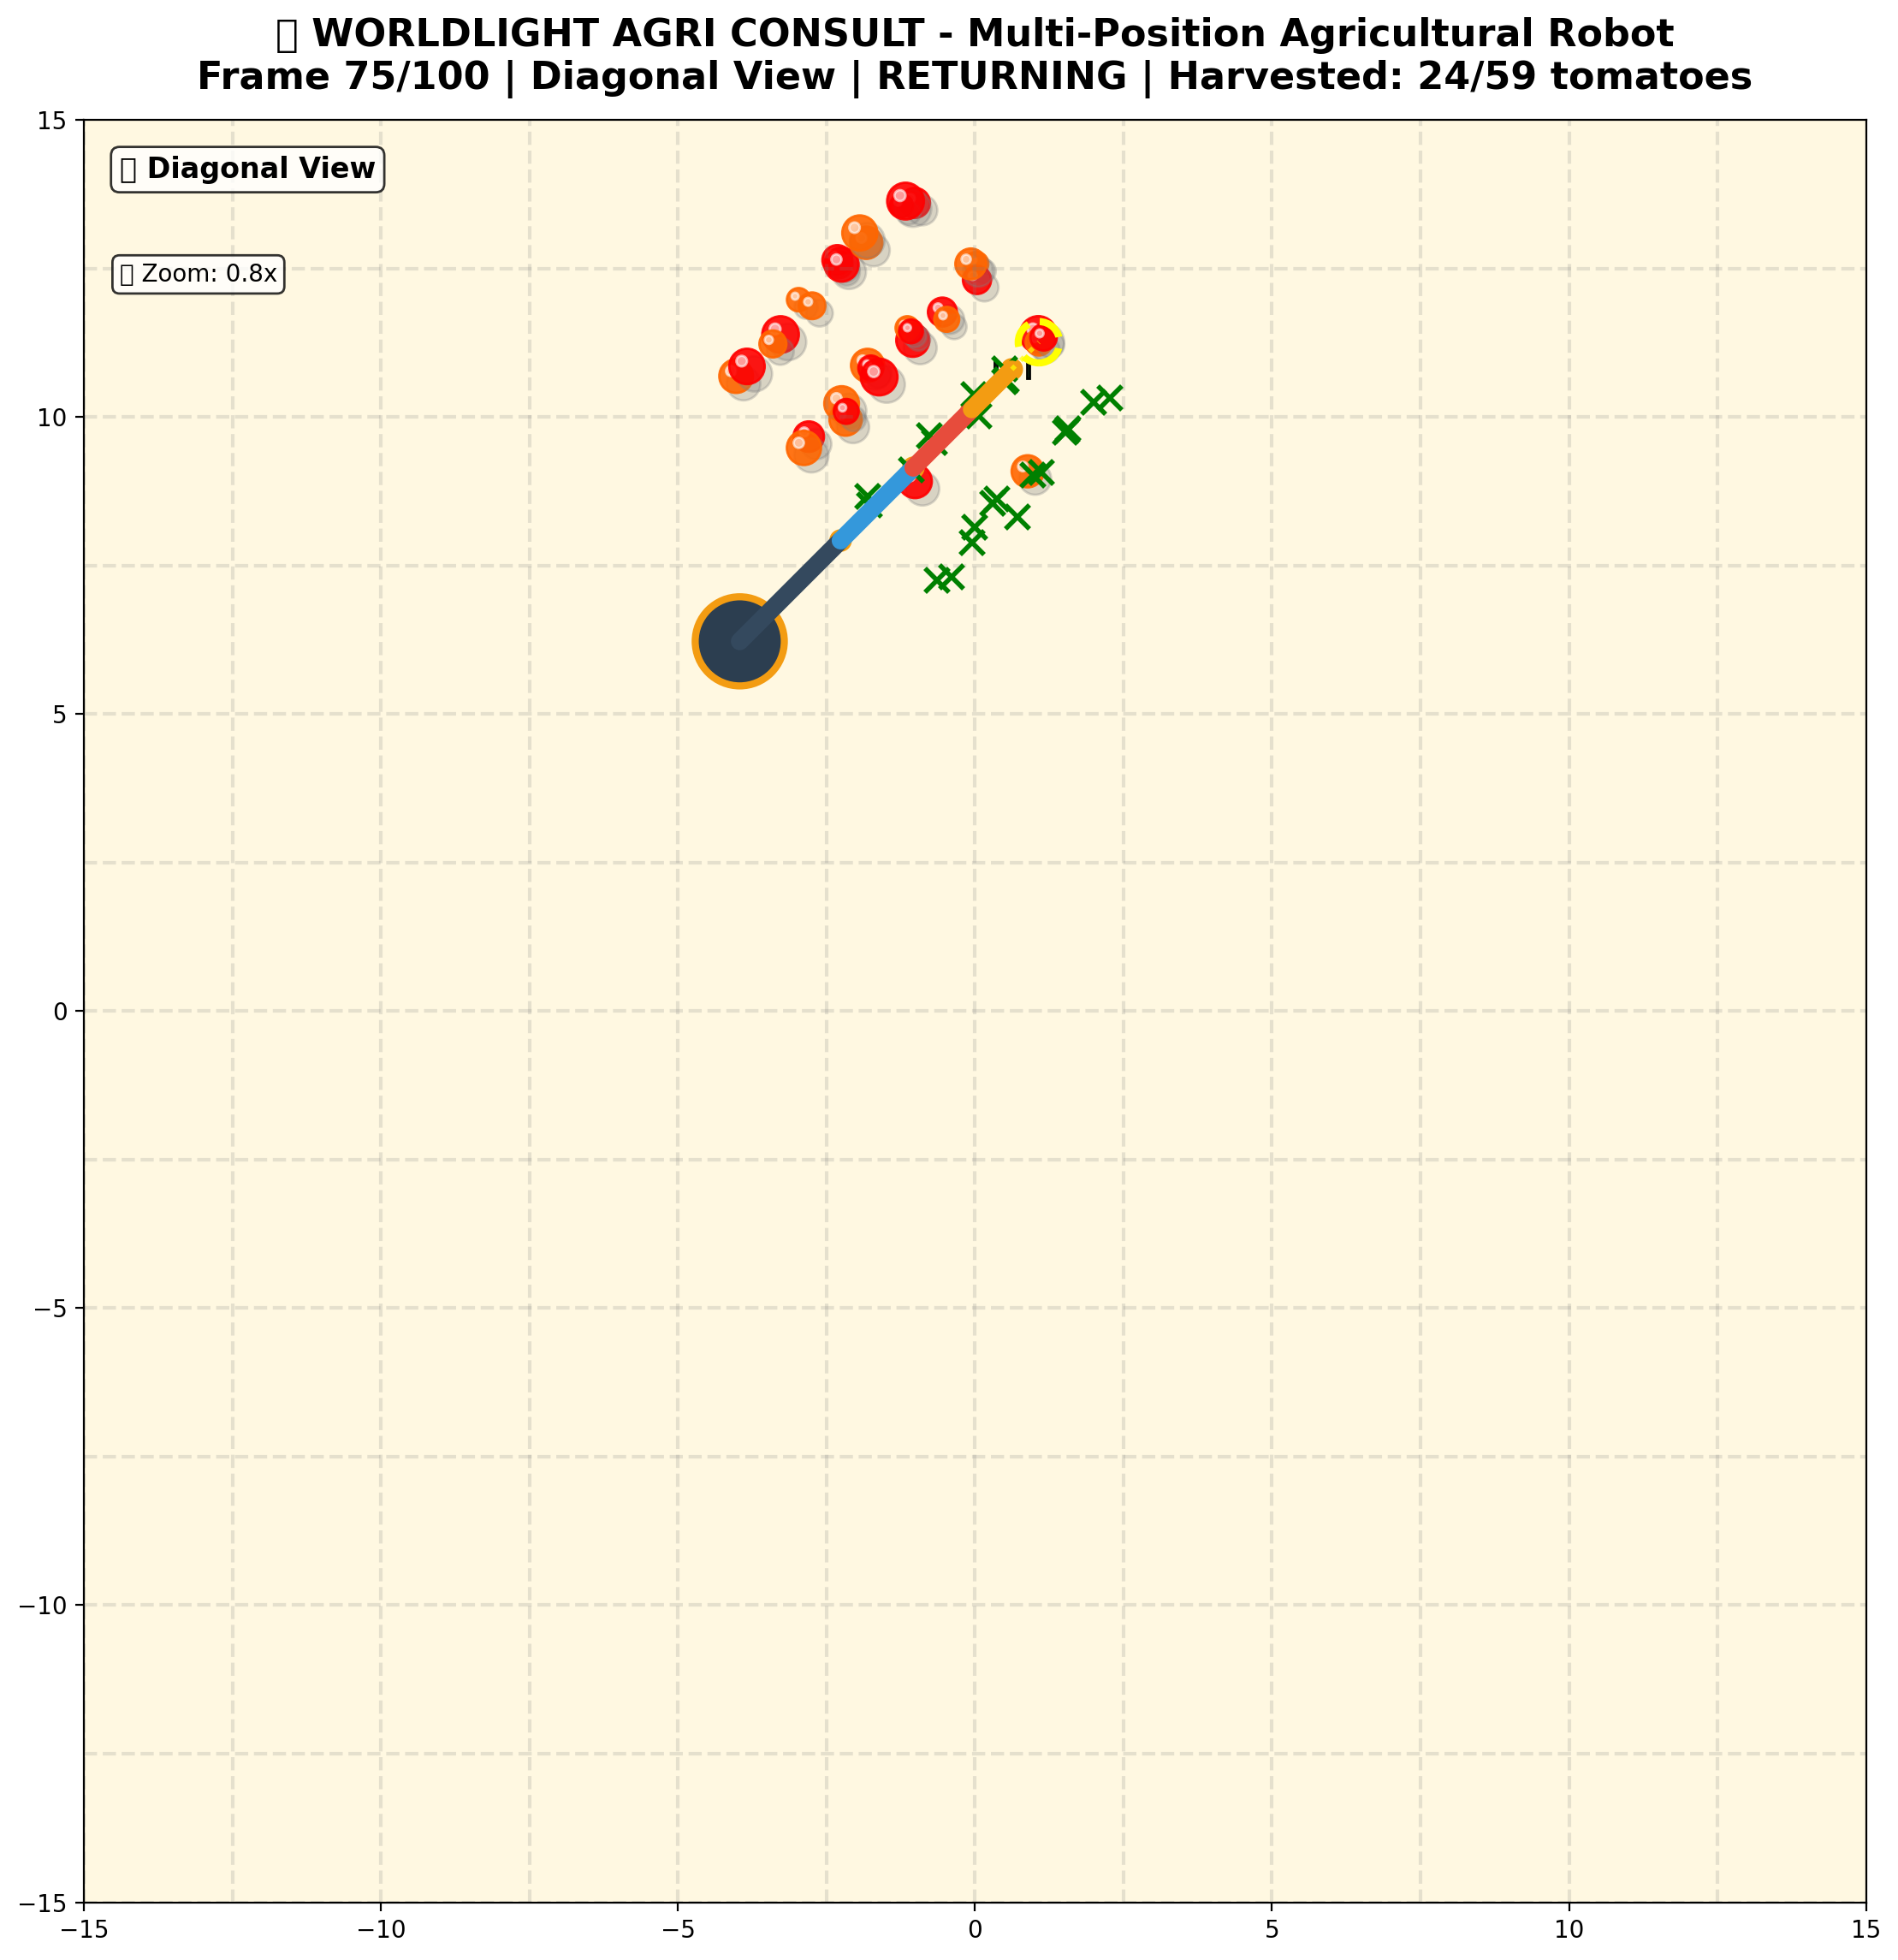 ▯ WORLDLIGHT AGRI CONSULT - Multi-Position Agricultural Robot
Frame 75/100 | Diagonal View | RETURNING | Harvested: 24/59 tomatoes
15
▯ Diagonal View
▯ Zoom: 0.8x
10
5
0
−5
−10
−15
−15 −10 −5 0 5 10 15